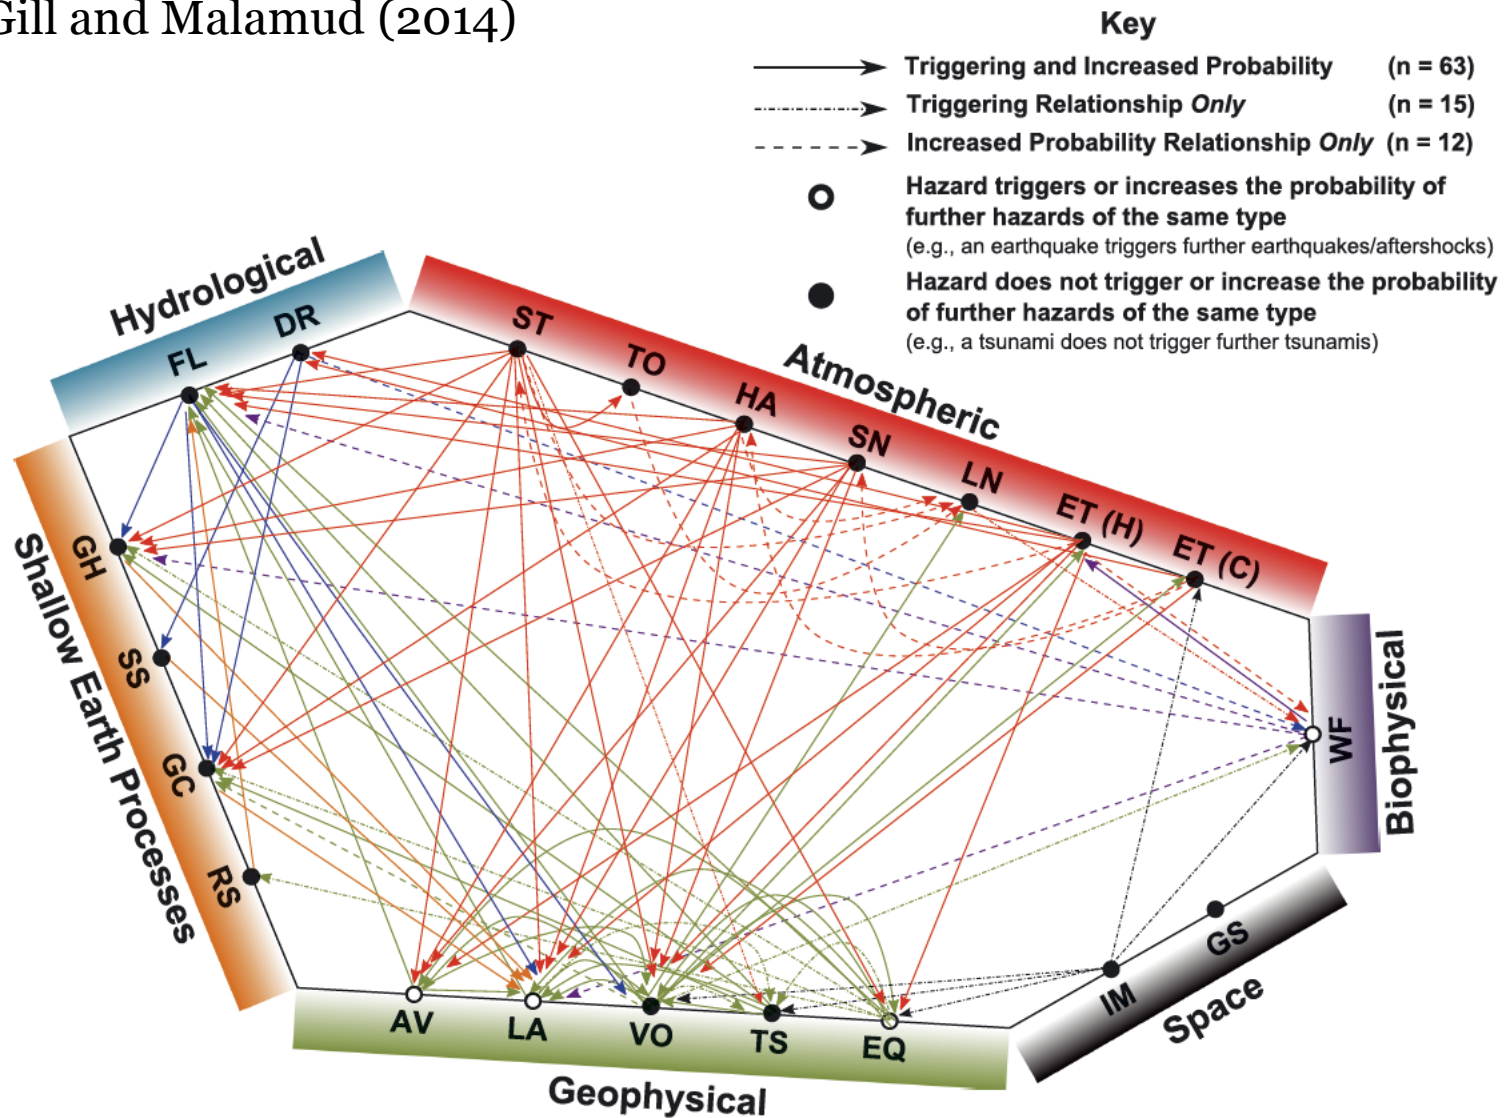 Gill and Malamud (2014)
Key
Triggering and Increased Probability (n = 63)
Triggering Relationship Only (n = 15)
Increased Probability Relationship Only (n = 12)
Hazard triggers or increases the probability of
further hazards of the same type
(e.g., an earthquake triggers further earthquakes/aftershocks)
Hazard does not trigger or increase the probability
of further hazards of the same type
(e.g., a tsunami does not trigger further tsunamis)
Hydrological
FL
DR
Atmospheric
ST
TO
HA
SN
LN
ET (H)
ET (C)
Biophysical
WF
Space
GS
IM
Geophysical
AV
LA
VO
TS
EQ
Shallow Earth Processes
GH
SS
GC
RS